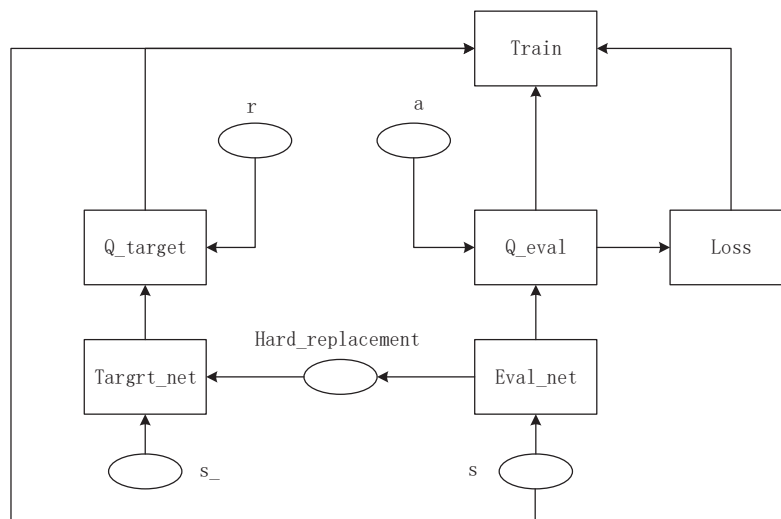 Train
r
a
Q_target
Q_eval
Loss
Hard_replacement
Targrt_net
Eval_net
s_
s